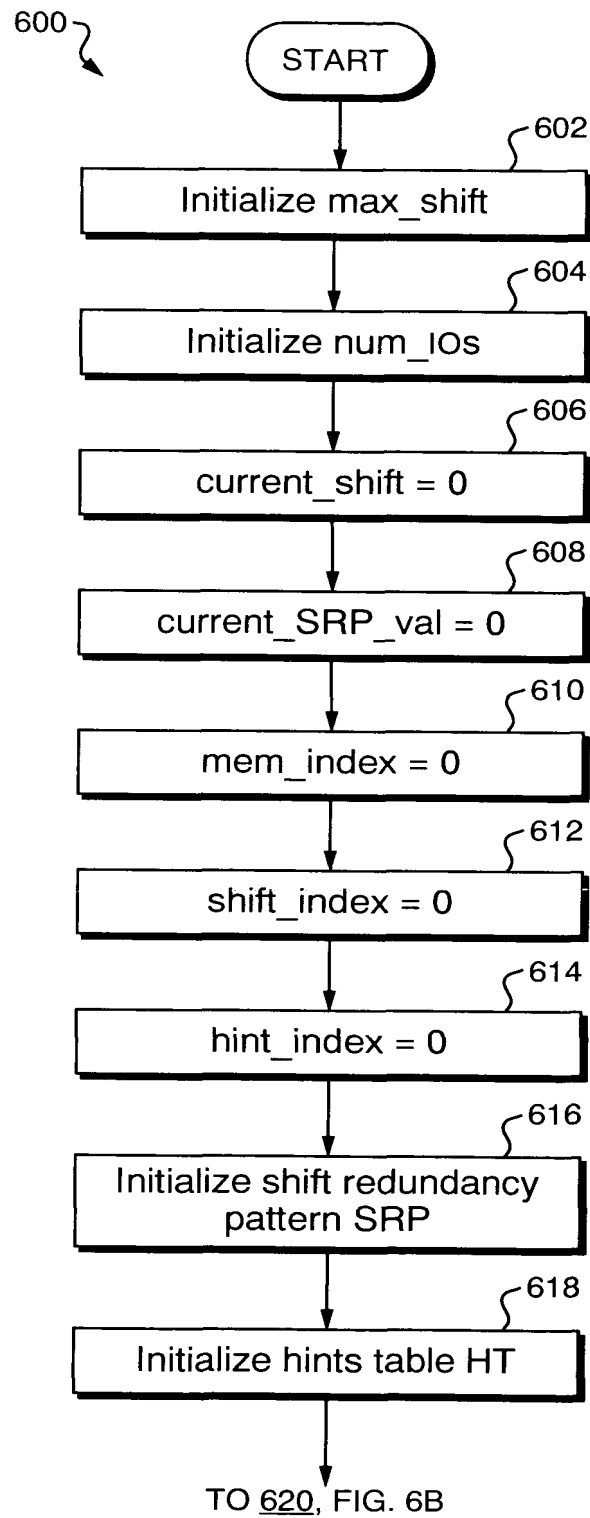 600
START
602
Initialize max_shift
604
Initialize num_IOs
606
current_shift = 0
608
current_SRP_val = 0
610
mem_index = 0
612
shift_index = 0
614
hint_index = 0
616
Initialize shift redundancy
pattern SRP
618
Initialize hints table HT
TO 620, FIG. 6B